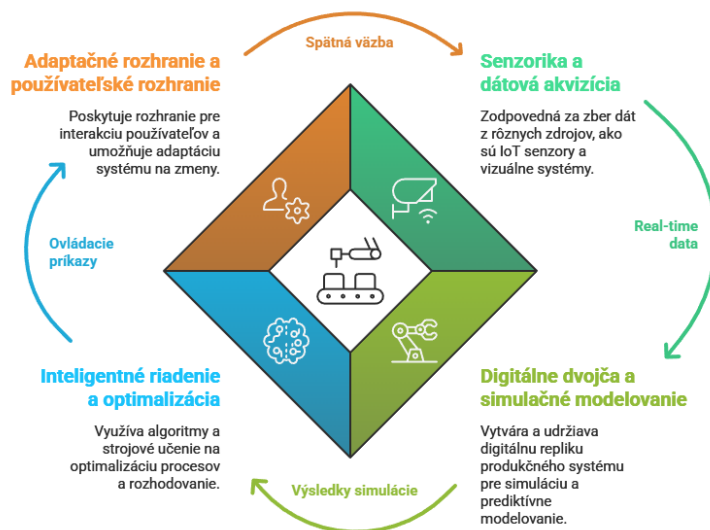 Spätná väzba
Adaptačné rozhranie a
používateľské rozhranie
Poskytuje rozhranie pre
interakciu používateľov a
umožňuje adaptáciu
systému na zmeny.
Senzorika a
dátová akvizícia
Zodpovedná za zber dát
z rôznych zdrojov, ako
sú IoT senzory a
vizuálne systémy.
Ovládacie
príkazy
Real-time
data
Inteligentné riadenie
a optimalizácia
Využíva algoritmy a
strojové učenie na
optimalizáciu procesov
a rozhodovanie.
Digitálne dvojča a
simulačné modelovanie
Vytvára a udržiava
digitálnu repliku
produkčného systému
pre simuláciu a
prediktívne
modelovanie.
Výsledky simulácie